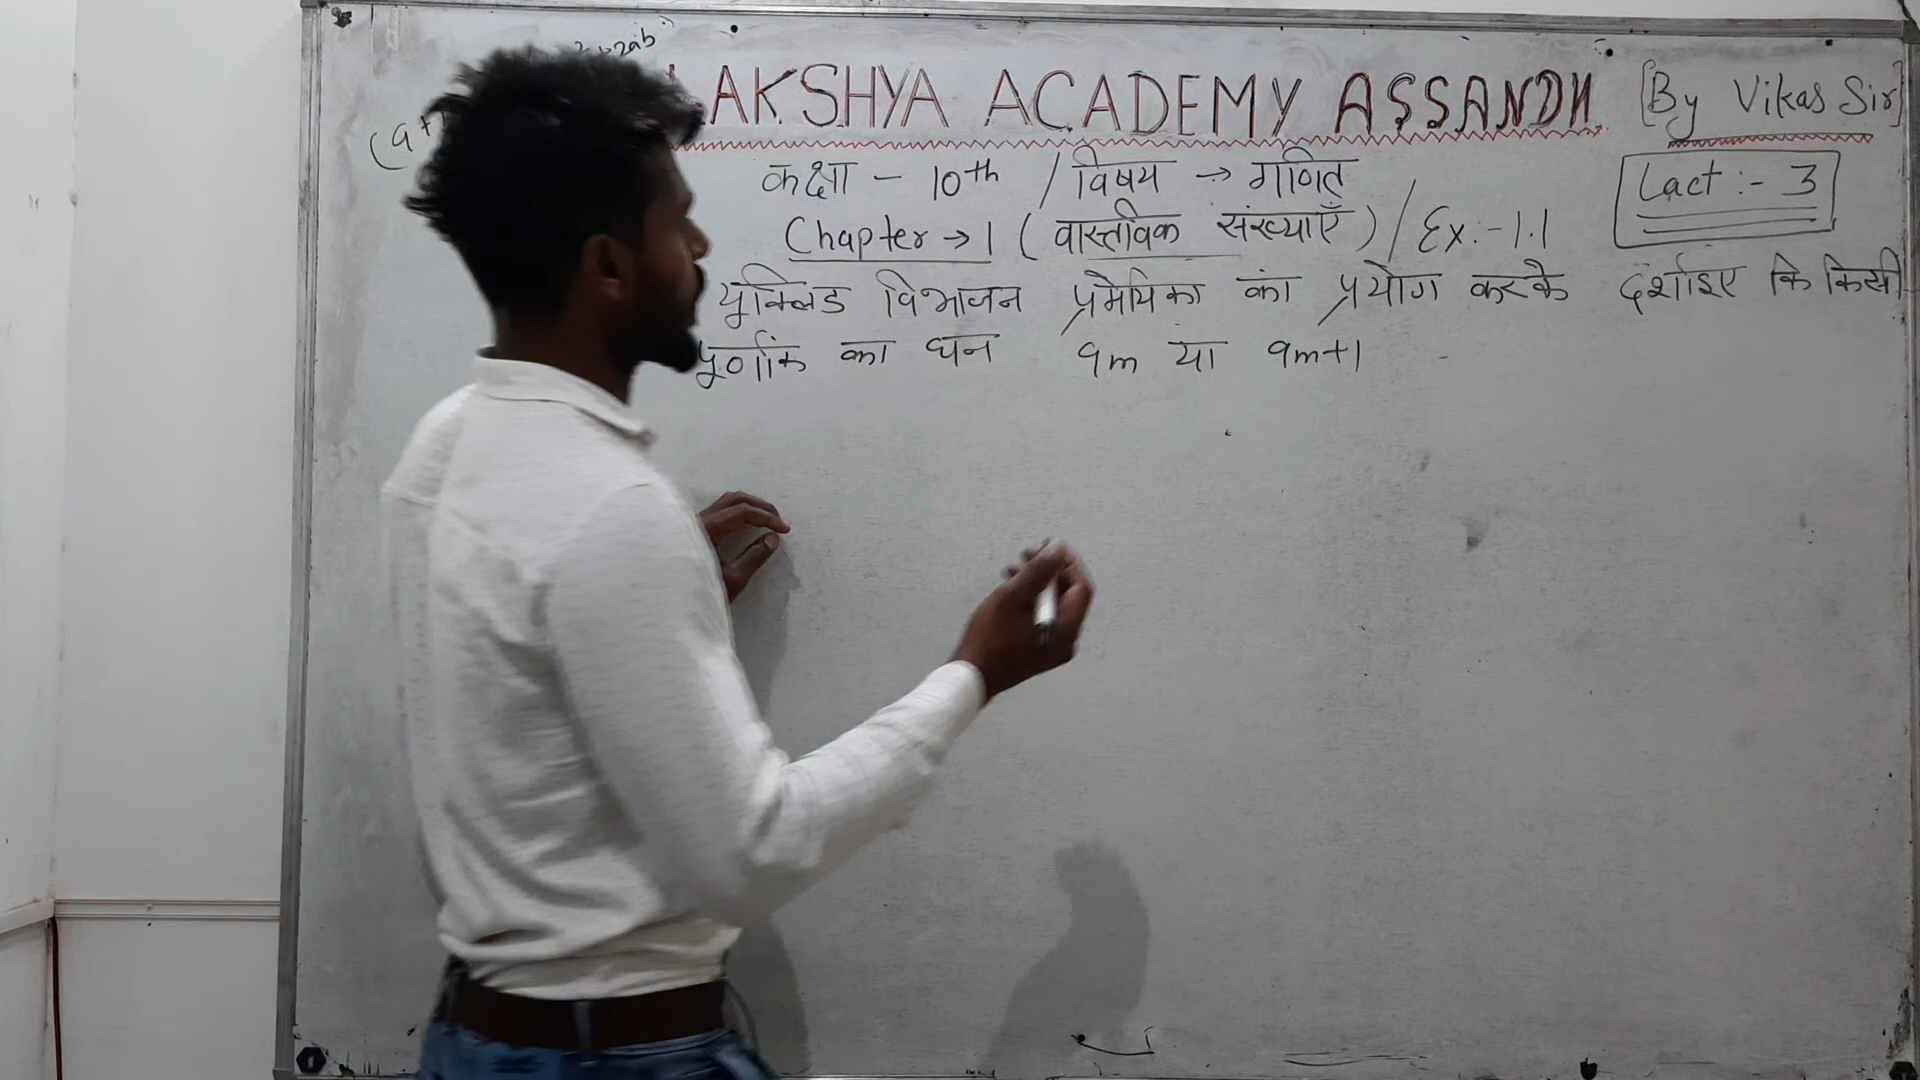 LAKSHYA ACADEMY ASSANDH [By Vikas Sir]
कक्षा - 10th / विषय → गणित
Lact :- 3
Chapter → 1 ( वास्तविक संख्याएँ ) / Ex :- 1.1
यूक्लिड विभाजन प्रमेयिका का प्रयोग करके दर्शाइए कि किसी
पूर्णांक का घन 9m या 9m+1